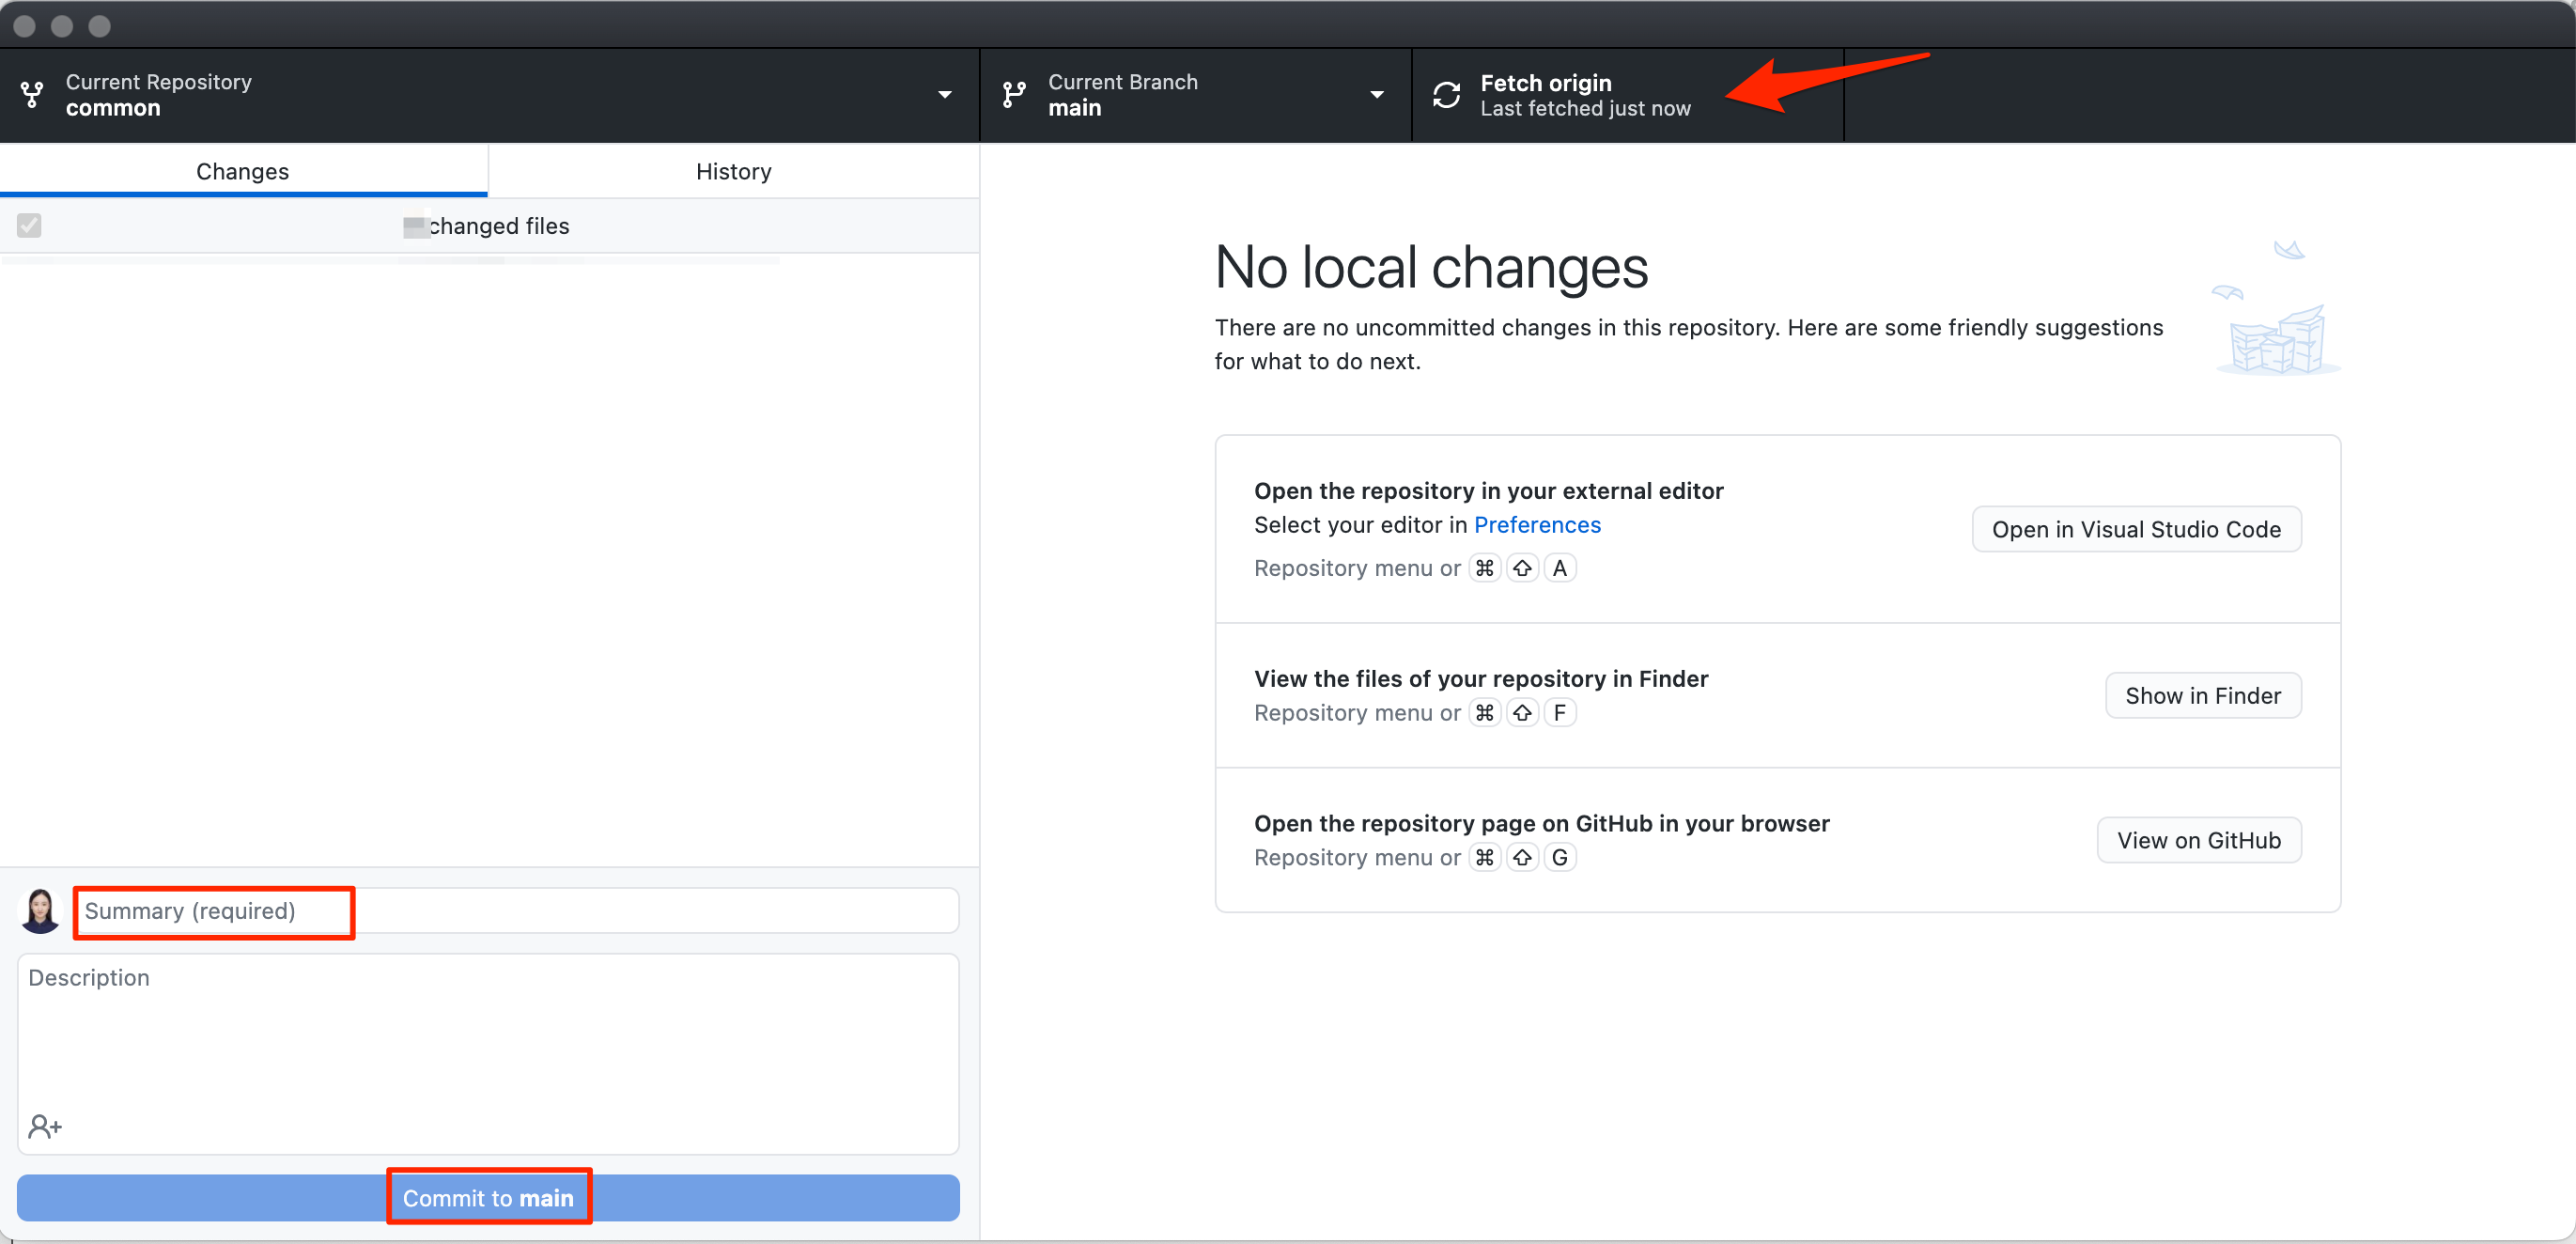 Current Repository
common
Current Branch
main
Fetch origin
Last fetched just now
Changes
History
changed files
No local changes
There are no uncommitted changes in this repository. Here are some friendly suggestions
for what to do next.
Open the repository in your external editor
Select your editor in Preferences
Repository menu or ⌘ ⇧ A
Open in Visual Studio Code
View the files of your repository in Finder
Repository menu or ⌘ ⇧ F
Show in Finder
Open the repository page on GitHub in your browser
Repository menu or ⌘ ⇧ G
View on GitHub
Summary (required)
Description
Commit to main